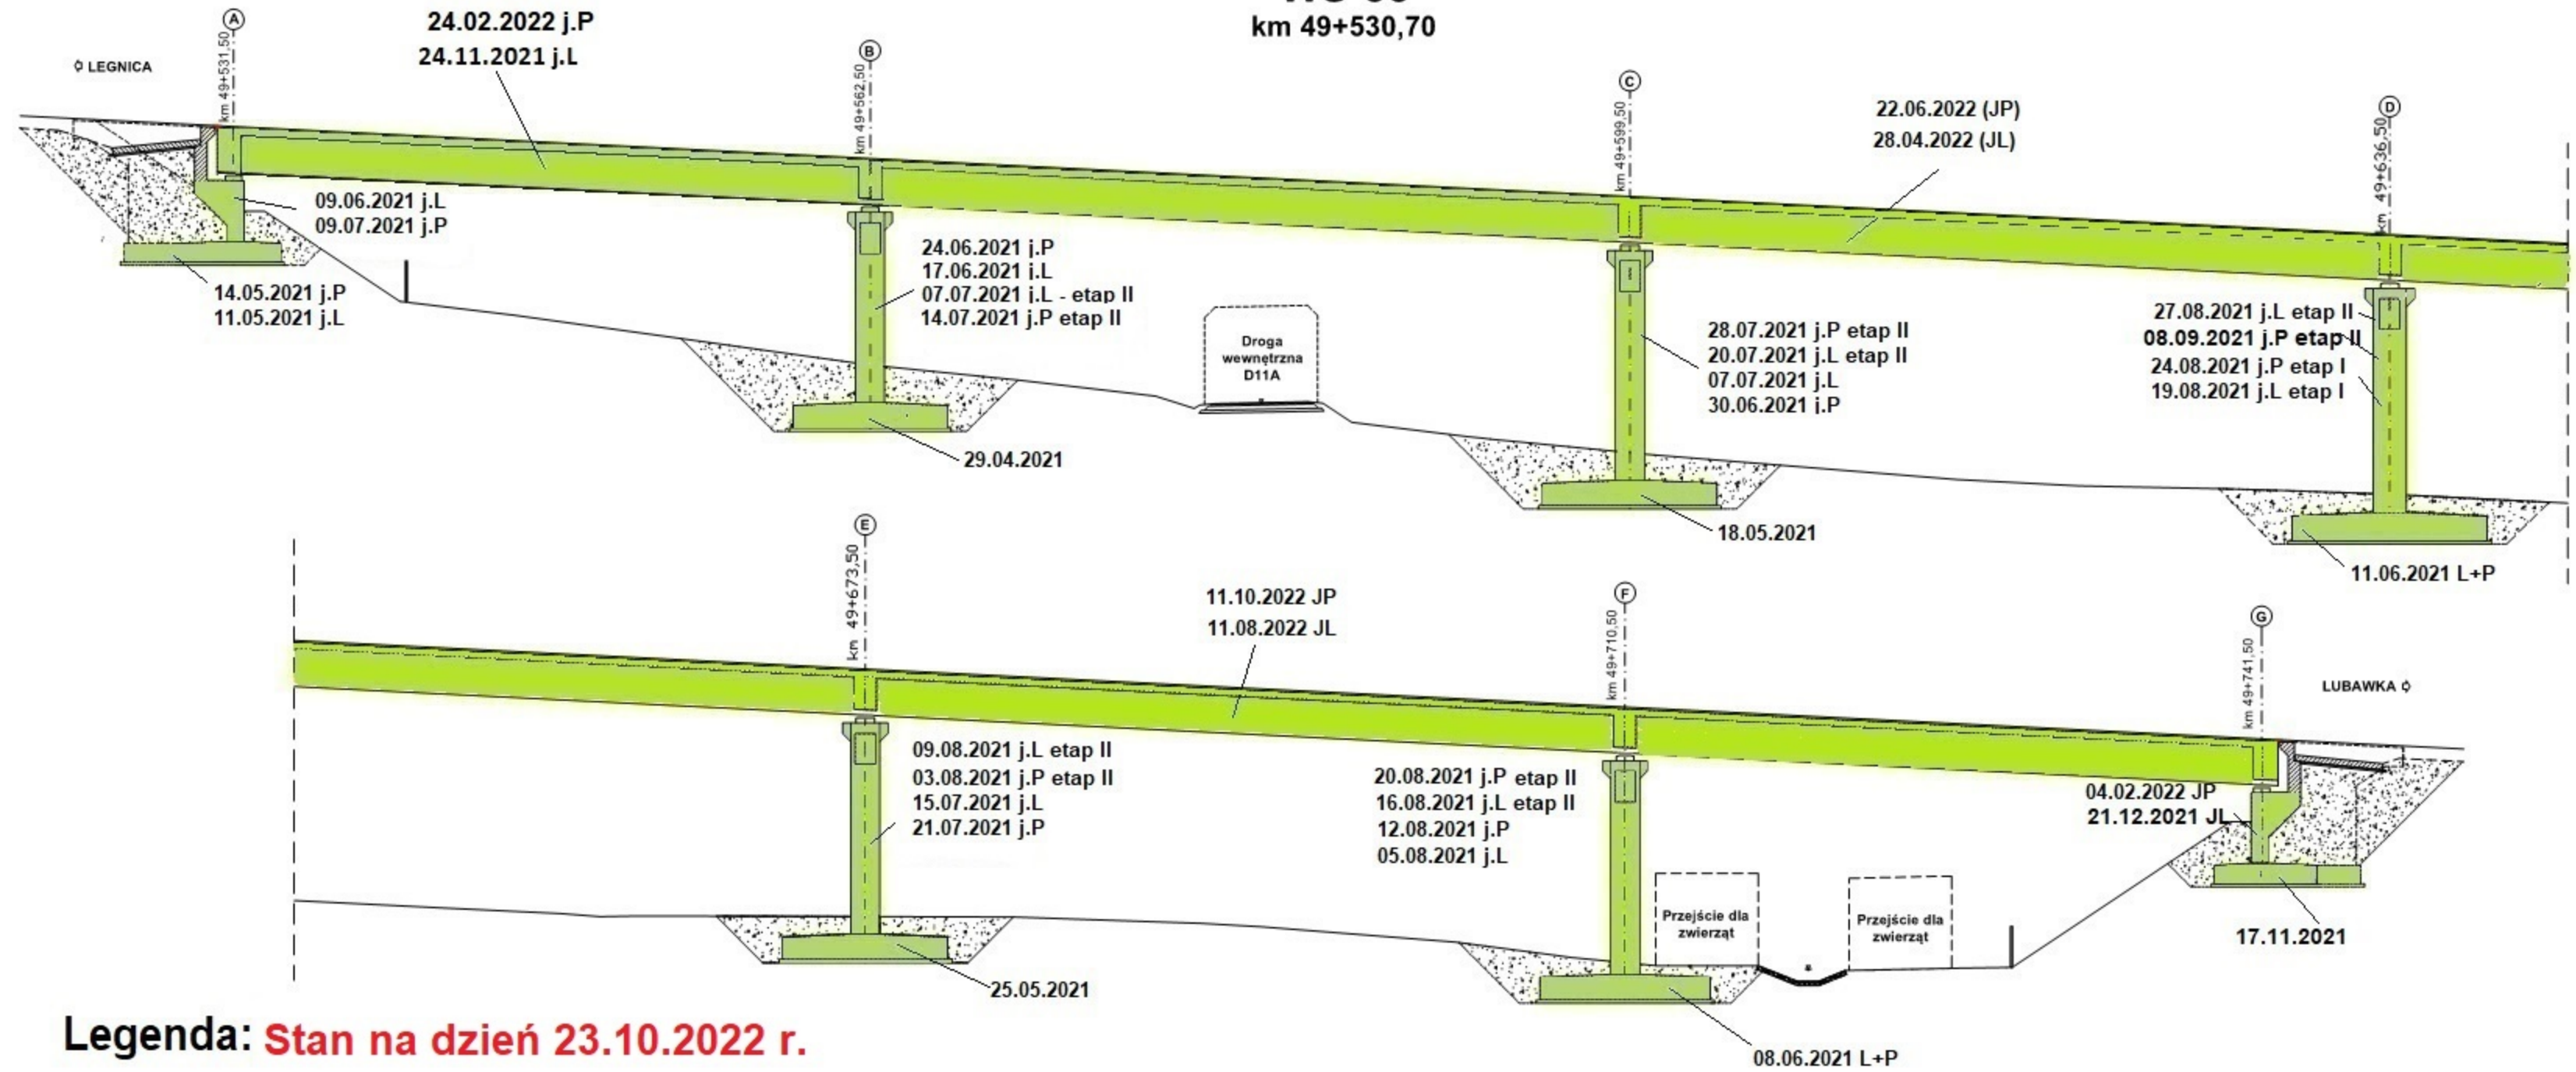 km 49+530,70
A
km 49+531,50
LEGNICA
24.02.2022 j.P
24.11.2021 j.L
B
km 49+562,50
C
km 49+599,50
22.06.2022 (JP)
28.04.2022 (JL)
D
km 49+636,50
09.06.2021 j.L
09.07.2021 j.P
14.05.2021 j.P
11.05.2021 j.L
24.06.2021 j.P
17.06.2021 j.L
07.07.2021 j.L - etap II
14.07.2021 j.P etap II
29.04.2021
Droga
wewnętrzna
D11A
28.07.2021 j.P etap II
20.07.2021 j.L etap II
07.07.2021 j.L
30.06.2021 j.P
18.05.2021
27.08.2021 j.L etap II
08.09.2021 j.P etap II
24.08.2021 j.P etap I
19.08.2021 j.L etap I
11.06.2021 L+P
E
km 49+673,50
11.10.2022 JP
11.08.2022 JL
F
km 49+710,50
G
km 49+741,50
LUBAWKA
09.08.2021 j.L etap II
03.08.2021 j.P etap II
15.07.2021 j.L
21.07.2021 j.P
25.05.2021
20.08.2021 j.P etap II
16.08.2021 j.L etap II
12.08.2021 j.P
05.08.2021 j.L
Przejście dla
zwierząt
Przejście dla
zwierząt
04.02.2022 JP
21.12.2021 JL
17.11.2021
08.06.2021 L+P
Legenda: Stan na dzień 23.10.2022 r.